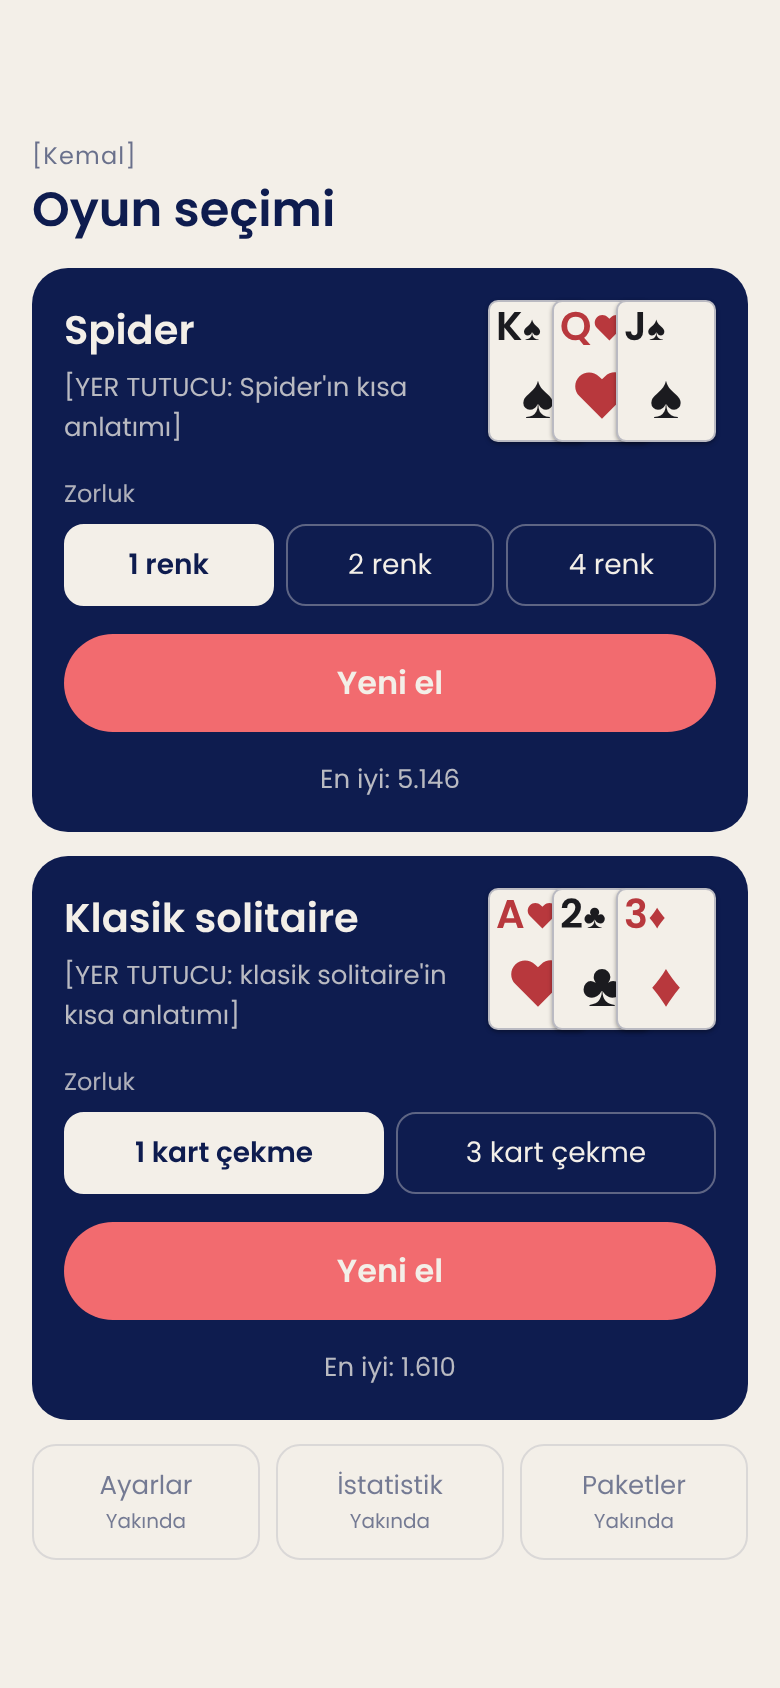 [Kemal]
Oyun seçimi
Spider
[YER TUTUCU: Spider'ın kısa
anlatımı]
K♠ Q♥ J♠
Zorluk
1 renk 2 renk 4 renk
Yeni el
En iyi: 5.146
Klasik solitaire
[YER TUTUCU: klasik solitaire'in
kısa anlatımı]
A♥ 2♣ 3♦
Zorluk
1 kart çekme 3 kart çekme
Yeni el
En iyi: 1.610
Ayarlar İstatistik Paketler
Yakında Yakında Yakında